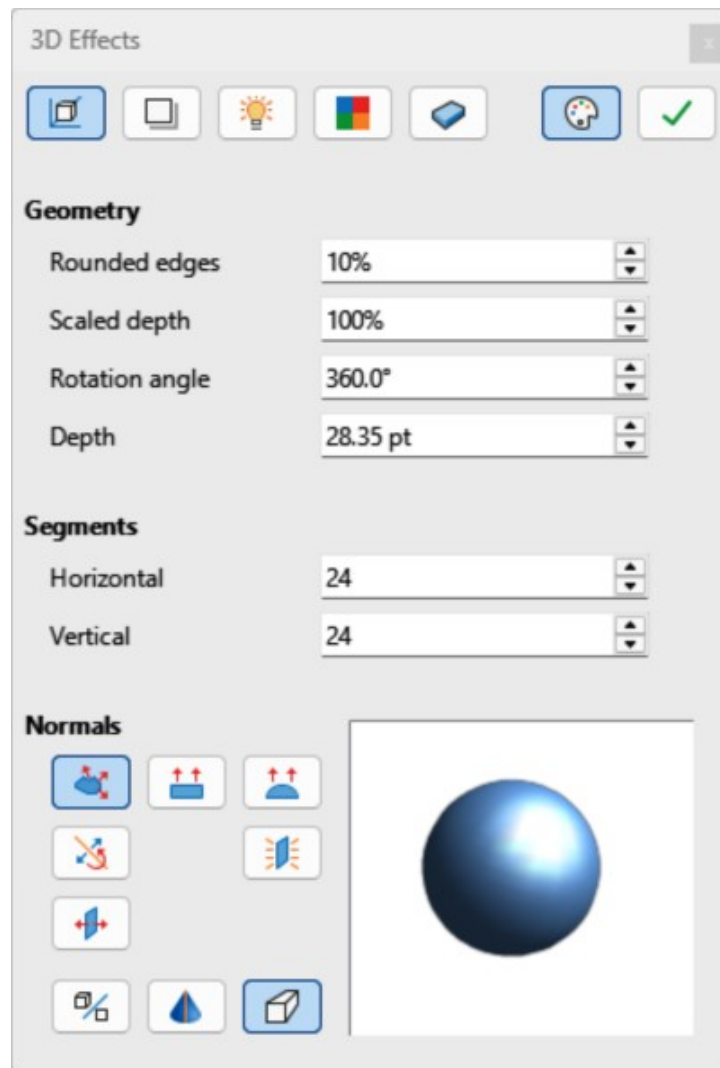 3D Effects
Geometry
Rounded edges 10%
Scaled depth 100%
Rotation angle 360.0°
Depth 28.35 pt
Segments
Horizontal 24
Vertical 24
Normals